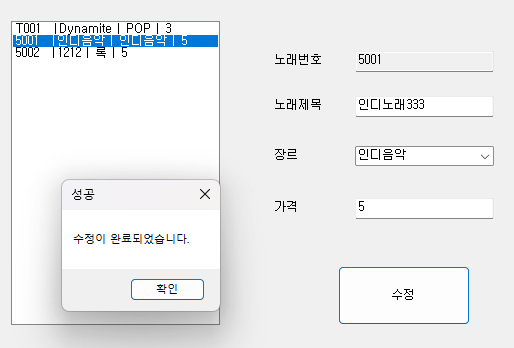 T001 |Dynamite | POP | 3
5001 |인디음악 | 인디음악 | 5
5002 |1212 | 록 | 5
노래번호 5001
노래제목 인디노래333
장르 인디음악
가격 5
성공
수정이 완료되었습니다.
확인
수정